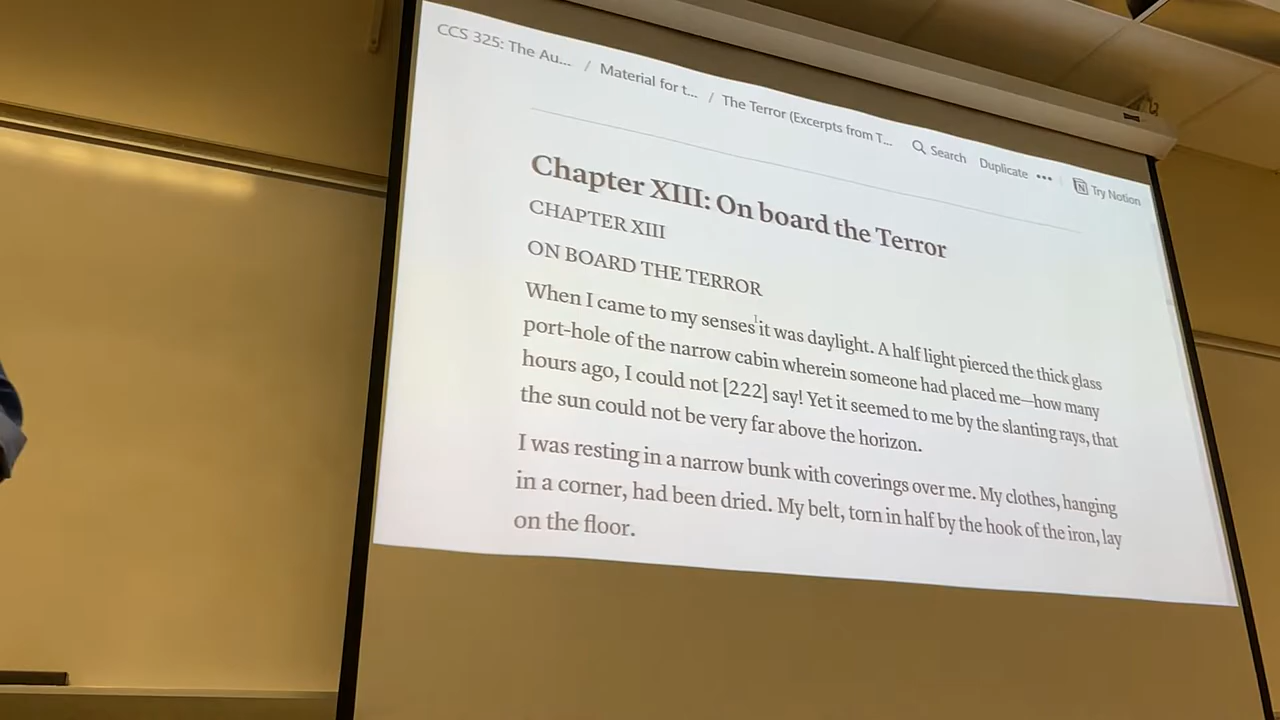 CCS 325: The Au... / Material for t... / The Terror (Excerpts from T... Search Duplicate ••• Try Notion
Chapter XIII: On board the Terror
CHAPTER XIII
ON BOARD THE TERROR
When I came to my senses it was daylight. A half light pierced the thick glass
port-hole of the narrow cabin wherein someone had placed me—how many
hours ago, I could not [222] say! Yet it seemed to me by the slanting rays, that
the sun could not be very far above the horizon.
I was resting in a narrow bunk with coverings over me. My clothes, hanging
in a corner, had been dried. My belt, torn in half by the hook of the iron, lay
on the floor.